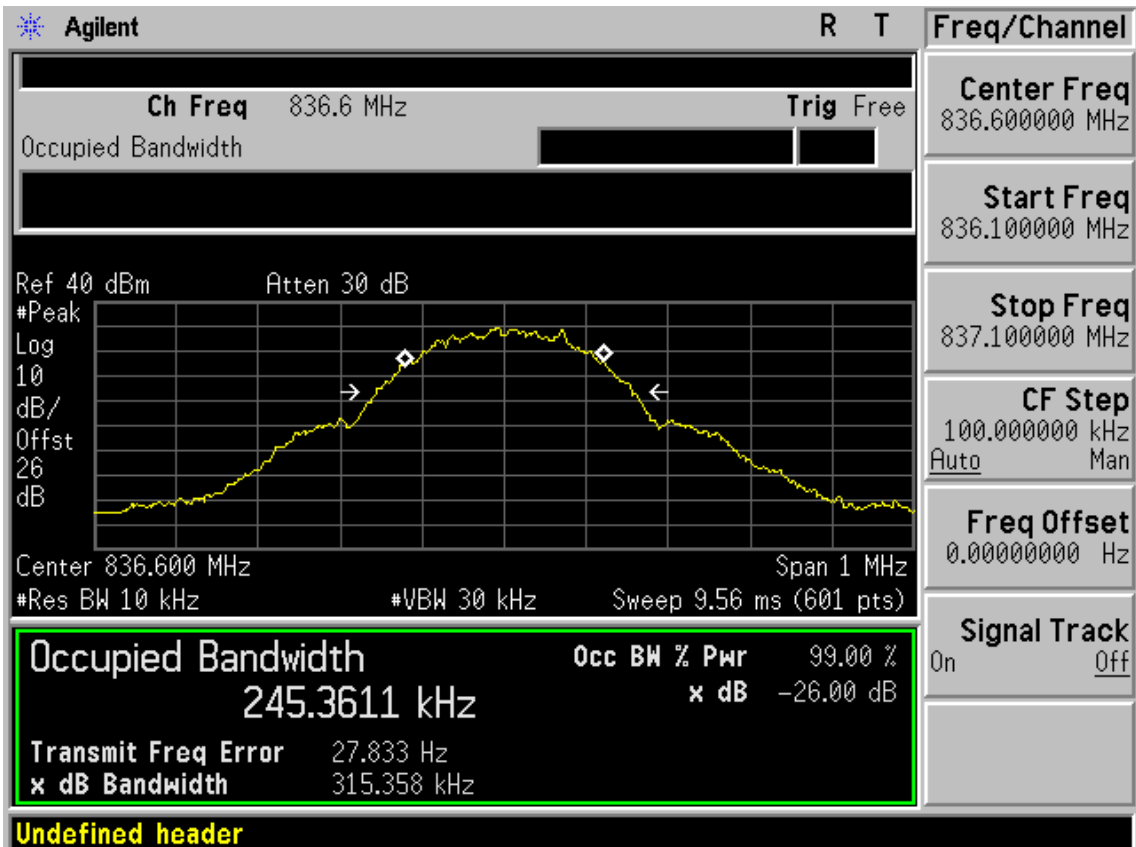 Agilent R T
Ch Freq 836.6 MHz Trig Free
Occupied Bandwidth
Ref 40 dBm Atten 30 dB
#Peak
Log
10
dB/
Offst
26
dB
Center 836.600 MHz Span 1 MHz
#Res BW 10 kHz #VBW 30 kHz Sweep 9.56 ms (601 pts)
Occupied Bandwidth Occ BW % Pwr 99.00 %
245.3611 kHz x dB -26.00 dB
Transmit Freq Error 27.833 Hz
x dB Bandwidth 315.358 kHz
Undefined header
Freq/Channel
Center Freq
836.600000 MHz
Start Freq
836.100000 MHz
Stop Freq
837.100000 MHz
CF Step
100.000000 kHz
Auto Man
Freq Offset
0.00000000 Hz
Signal Track
On Off